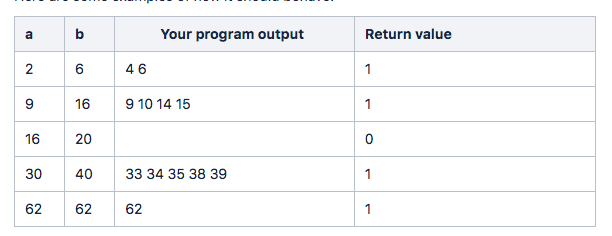 Here are some examples of how it should behave:
a b Your program output Return value
2 6 4 6 1
9 16 9 10 14 15 1
16 20 0
30 40 33 34 35 38 39 1
62 62 62 1